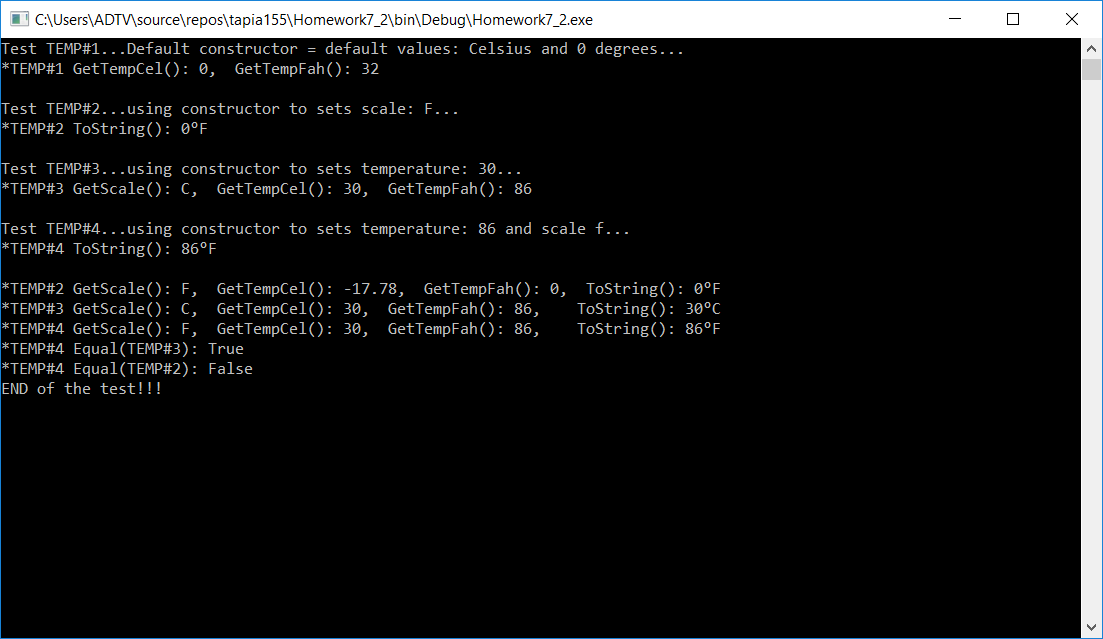 C:\Users\ADTV\source\repos\tapia155\Homework7_2\bin\Debug\Homework7_2.exe
Test TEMP#1...Default constructor = default values: Celsius and 0 degrees...
*TEMP#1 GetTempCel(): 0,  GetTempFah(): 32
Test TEMP#2...using constructor to sets scale: F...
*TEMP#2 ToString(): 0ºF
Test TEMP#3...using constructor to sets temperature: 30...
*TEMP#3 GetScale(): C,  GetTempCel(): 30,  GetTempFah(): 86
Test TEMP#4...using constructor to sets temperature: 86 and scale f...
*TEMP#4 ToString(): 86ºF
*TEMP#2 GetScale(): F,  GetTempCel(): -17.78,  GetTempFah(): 0,  ToString(): 0ºF
*TEMP#3 GetScale(): C,  GetTempCel(): 30,  GetTempFah(): 86,    ToString(): 30ºC
*TEMP#4 GetScale(): F,  GetTempCel(): 30,  GetTempFah(): 86,    ToString(): 86ºF
*TEMP#4 Equal(TEMP#3): True
*TEMP#4 Equal(TEMP#2): False
END of the test!!!